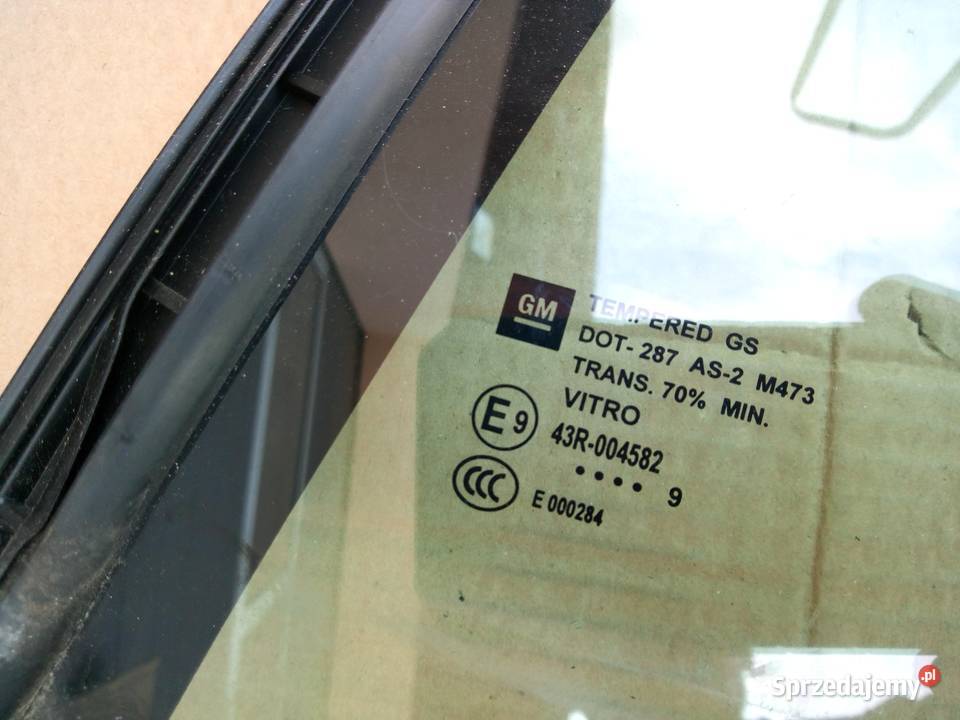 GM
TEMPERED GS
DOT-287 AS-2 M473
TRANS. 70% MIN.
VITRO
E9
43R-004582
•••• 9
CCC
E 000284
Sprzedajemy.pl